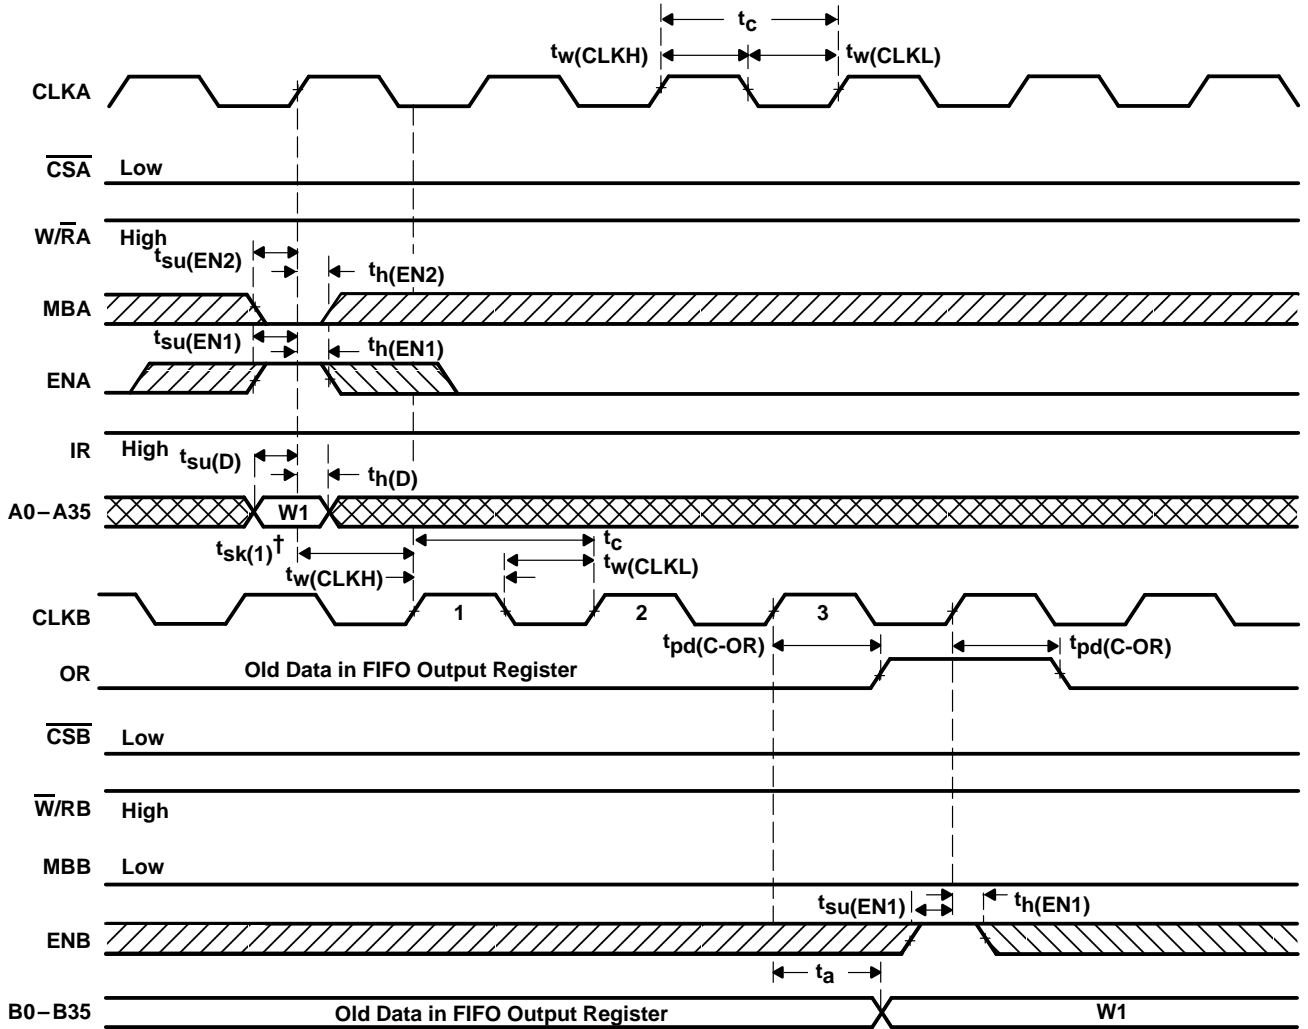 tc
tw(CLKH)
tw(CLKL)
CLKA
CSA Low
W/RA High
tsu(EN2)
th(EN2)
MBA
tsu(EN1)
th(EN1)
ENA
IR High
tsu(D)
th(D)
A0–A35 W1
tsk(1)†
tc
tw(CLKH)
tw(CLKL)
CLKB 1 2 3
tpd(C-OR)
tpd(C-OR)
OR Old Data in FIFO Output Register
CSB Low
W/RB High
MBB Low
tsu(EN1)
th(EN1)
ENB
ta
B0–B35 Old Data in FIFO Output Register W1